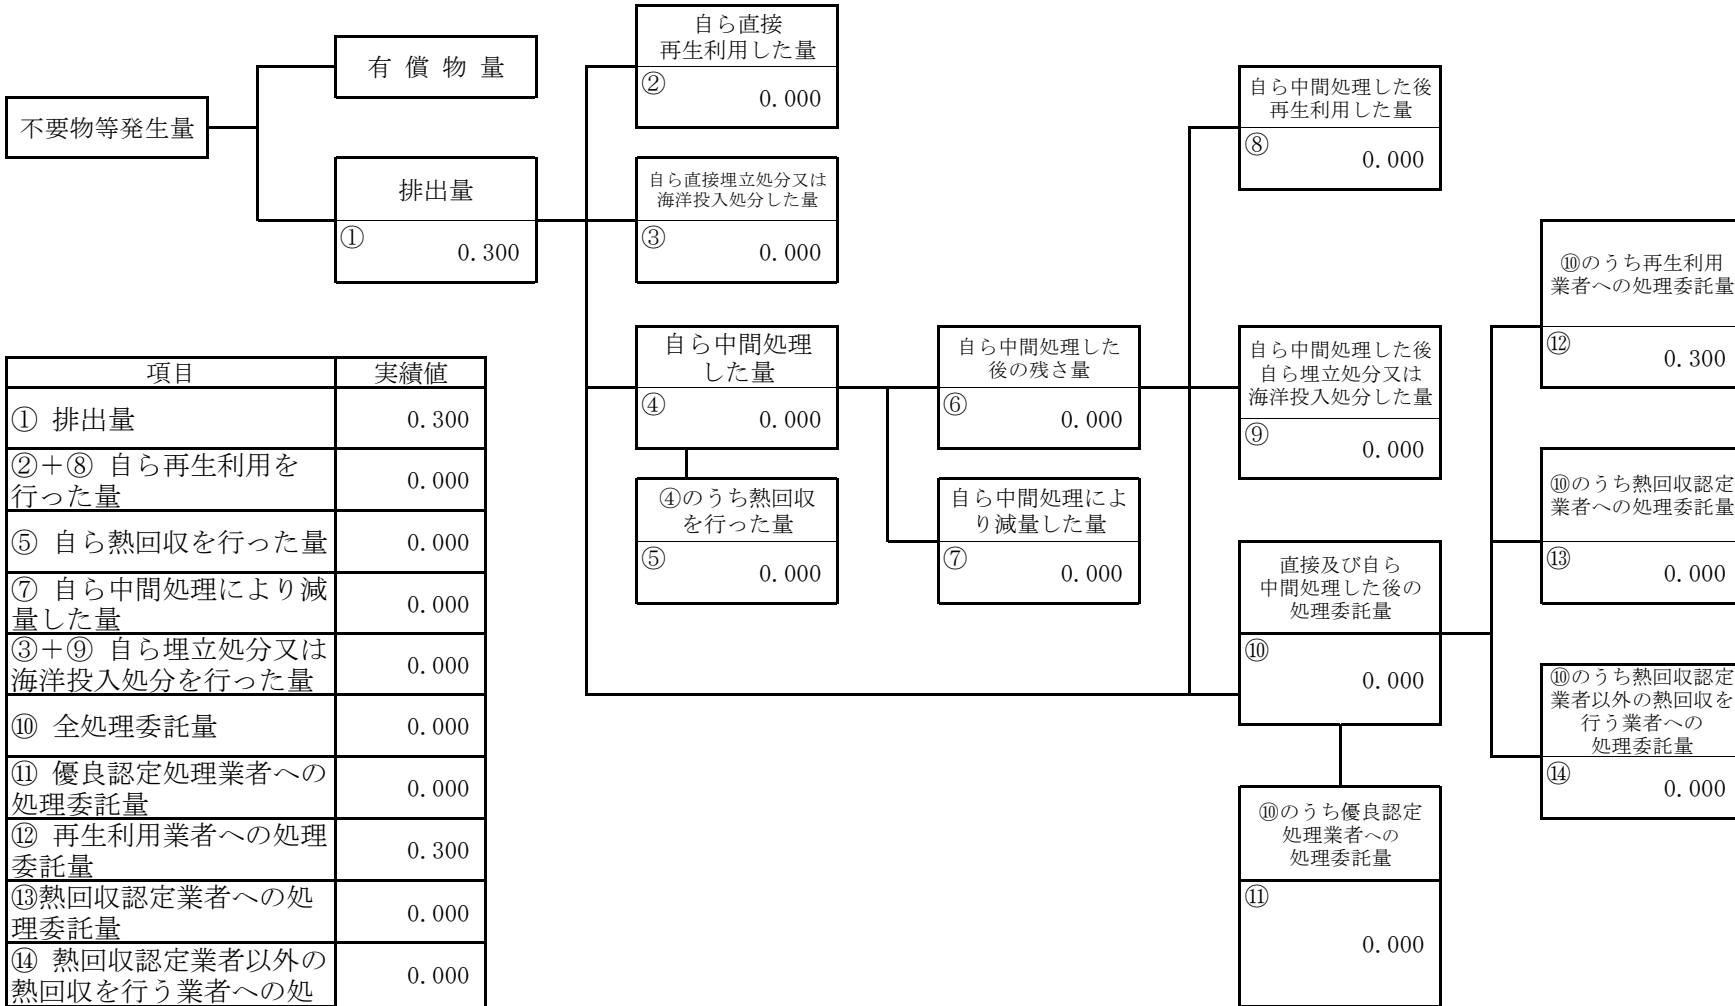 不要物等発生量
有 償 物 量
排出量
①
0.300
自ら直接
再生利用した量
②
0.000
自ら直接埋立処分又は
海洋投入処分した量
③
0.000
自ら中間処理
した量
④
0.000
④のうち熱回収
を行った量
⑤
0.000
自ら中間処理した
後の残さ量
⑥
0.000
自ら中間処理によ
り減量した量
⑦
0.000
自ら中間処理した後
再生利用した量
⑧
0.000
自ら中間処理した後
自ら埋立処分又は
海洋投入処分した量
⑨
0.000
直接及び自ら
中間処理した後の
処理委託量
⑩
0.000
⑩のうち優良認定
処理業者への
処理委託量
⑪
0.000
⑩のうち再生利用
業者への処理委託量
⑫
0.300
⑩のうち熱回収認定
業者への処理委託量
⑬
0.000
⑩のうち熱回収認定
業者以外の熱回収を
行う業者への
処理委託量
⑭
0.000
項目 実績値
① 排出量 0.300
②+⑧ 自ら再生利用を
行った量 0.000
⑤ 自ら熱回収を行った量 0.000
⑦ 自ら中間処理により減
量した量 0.000
③+⑨ 自ら埋立処分又は
海洋投入処分を行った量 0.000
⑩ 全処理委託量 0.000
⑪ 優良認定処理業者への
処理委託量 0.000
⑫ 再生利用業者への処理
委託量 0.300
⑬熱回収認定業者への処
理委託量 0.000
⑭ 熱回収認定業者以外の
熱回収を行う業者への処 0.000